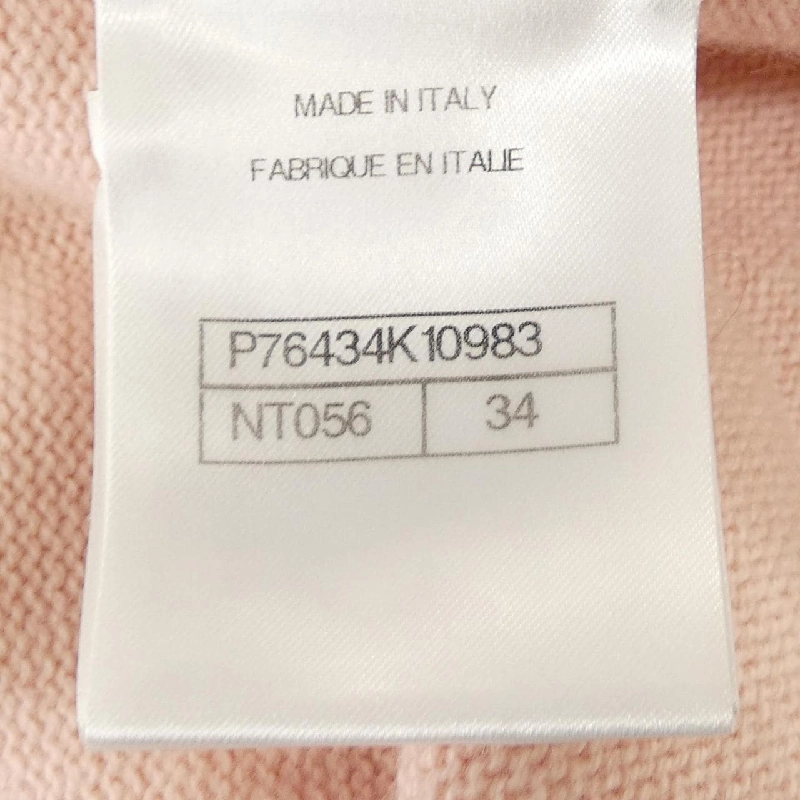 MADE IN ITALY
FABRIQUE EN ITALIE
P76434K10983
NT056 34